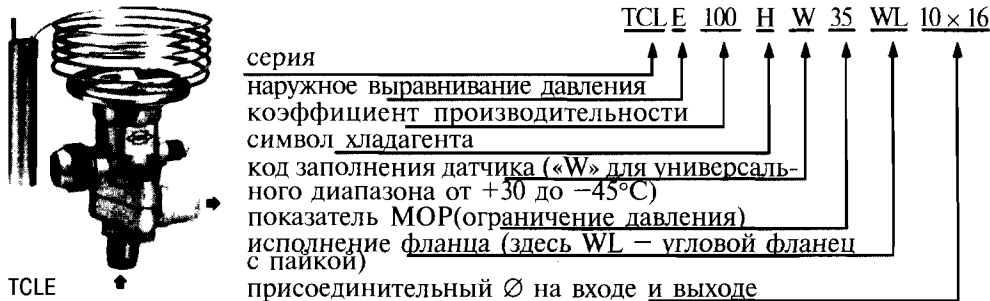 TCL E 100 H W 35 WL 10 × 16
серия
наружное выравнивание давления
коэффициент производительности
символ хладагента
код заполнения датчика («W» для универсаль-
ного диапазона от +30 до −45°C)
показатель МОР(ограничение давления)
исполнение фланца (здесь WL − угловой фланец
с пайкой)
TCLE
присоединительный ∅ на входе и выходе